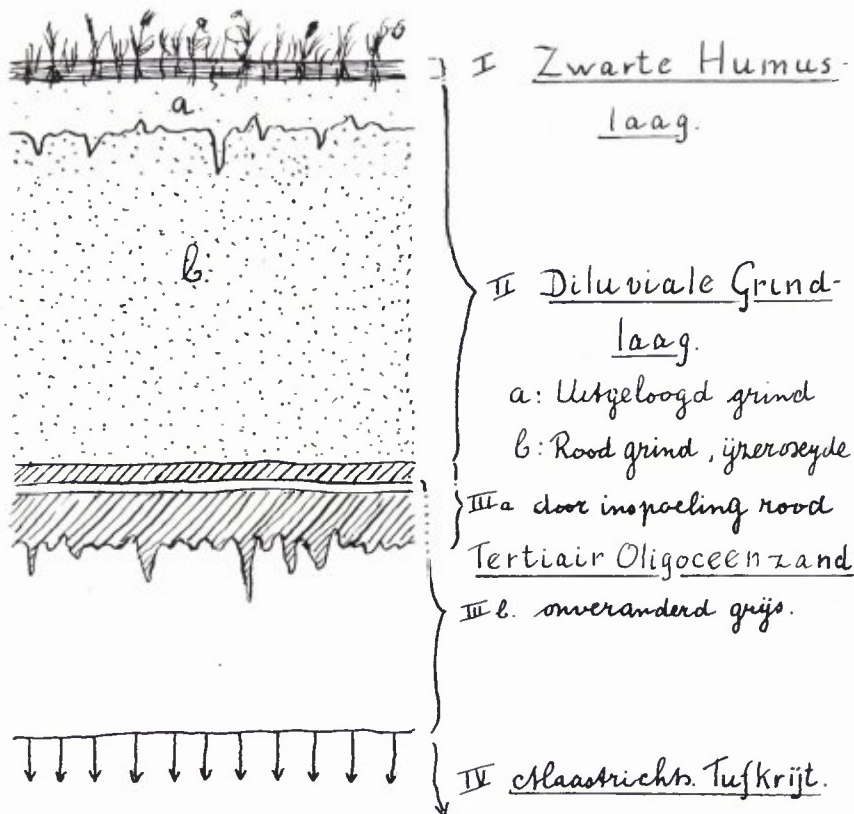 a
b.
I Zwarte Humus-
laag.
II Diluviale Grind-
laag.
a: Uitgeloogd grind
b: Rood grind, ijzeroxyde
IIIa door inspoeling rood
Tertiair Oligoceenzand
III b. onveranderd grijs.
IV Maastrichts. Tufkrijt.